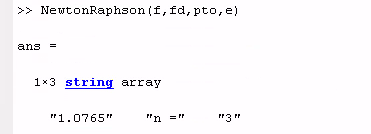 >> NewtonRaphson(f,fd,pto,e)
ans =
1×3 string array
"1.0765" "n =" "3"